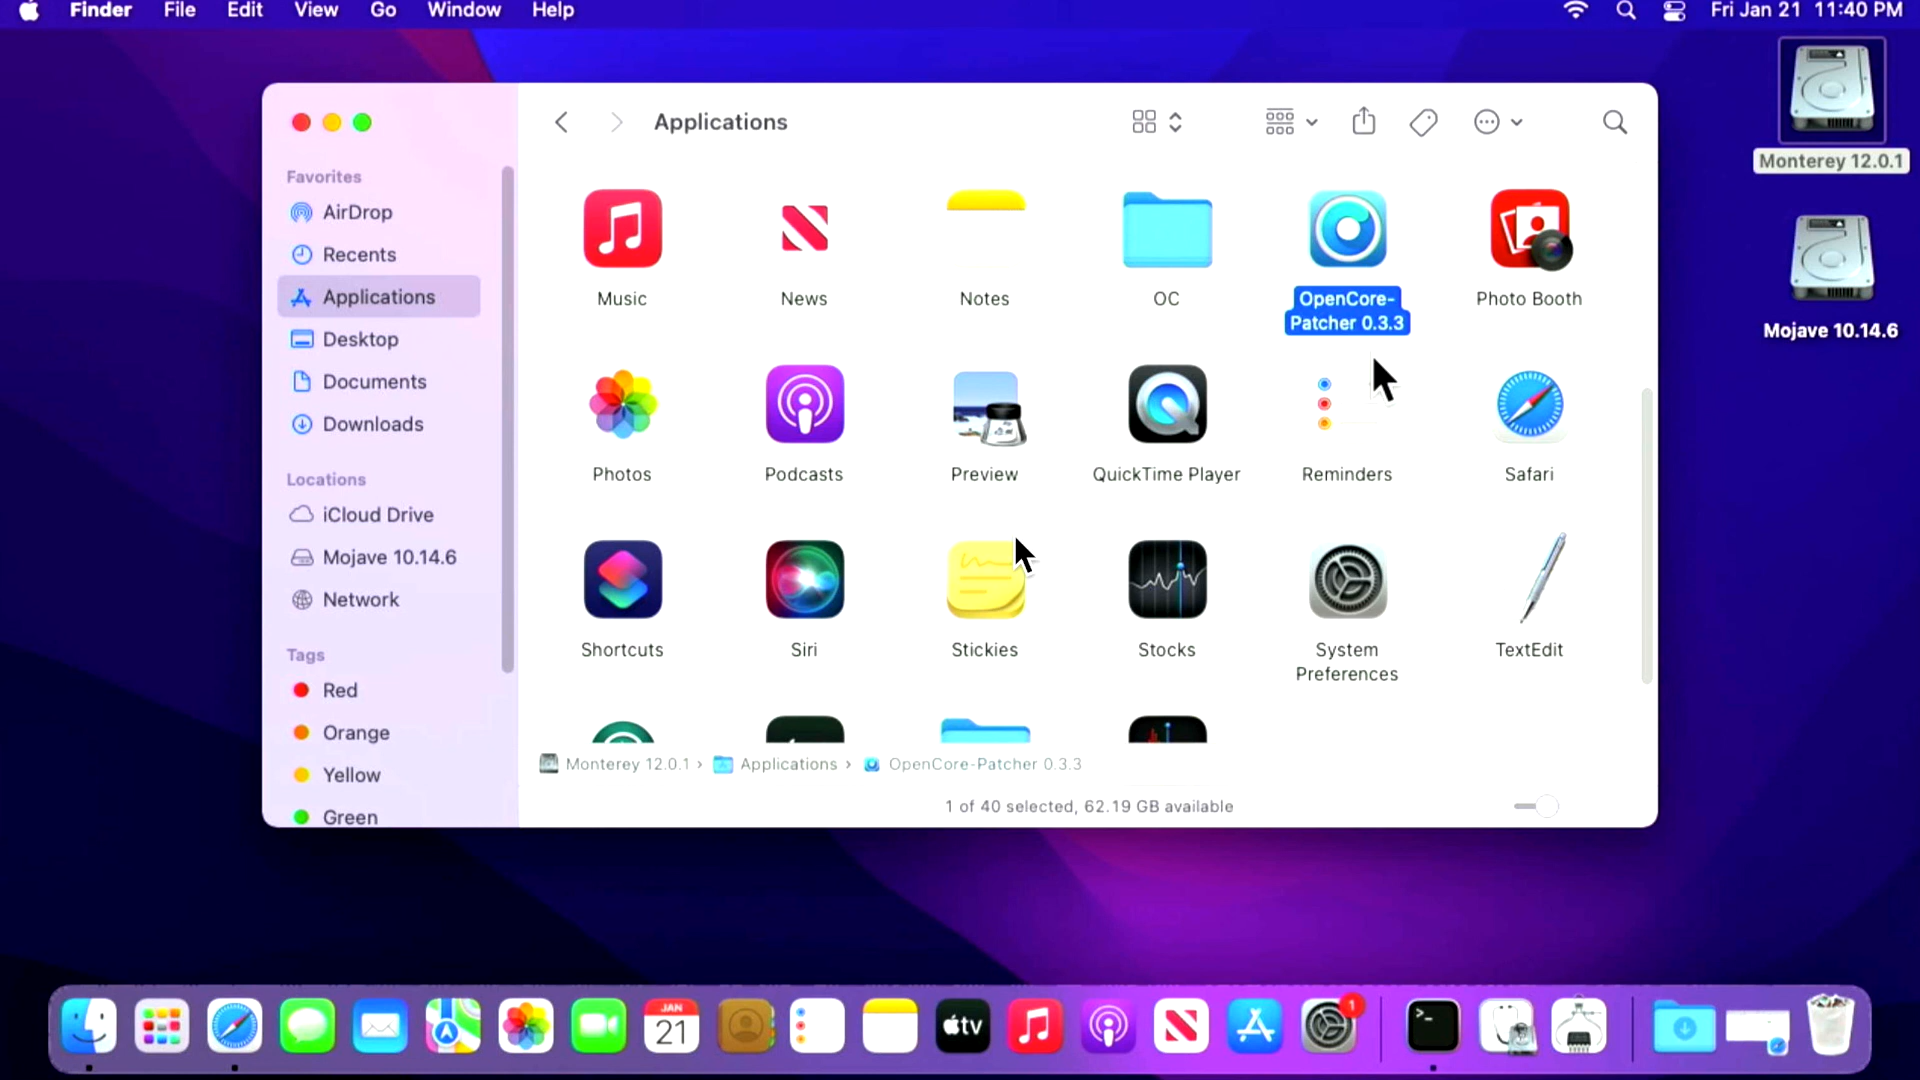 Finder File Edit View Go Window Help Fri Jan 21 11:40 PM
Monterey 12.0.1
Mojave 10.14.6
Applications
Favorites
AirDrop
Recents
Applications
Desktop
Documents
Downloads
Locations
iCloud Drive
Mojave 10.14.6
Network
Tags
Red
Orange
Yellow
Green
Music News Notes OC OpenCore- Photo Booth
Patcher 0.3.3
Photos Podcasts Preview QuickTime Player Reminders Safari
Shortcuts Siri Stickies Stocks System TextEdit
Preferences
Monterey 12.0.1 › Applications › OpenCore-Patcher 0.3.3
1 of 40 selected, 62.19 GB available
JAN
21
tv
1
>_